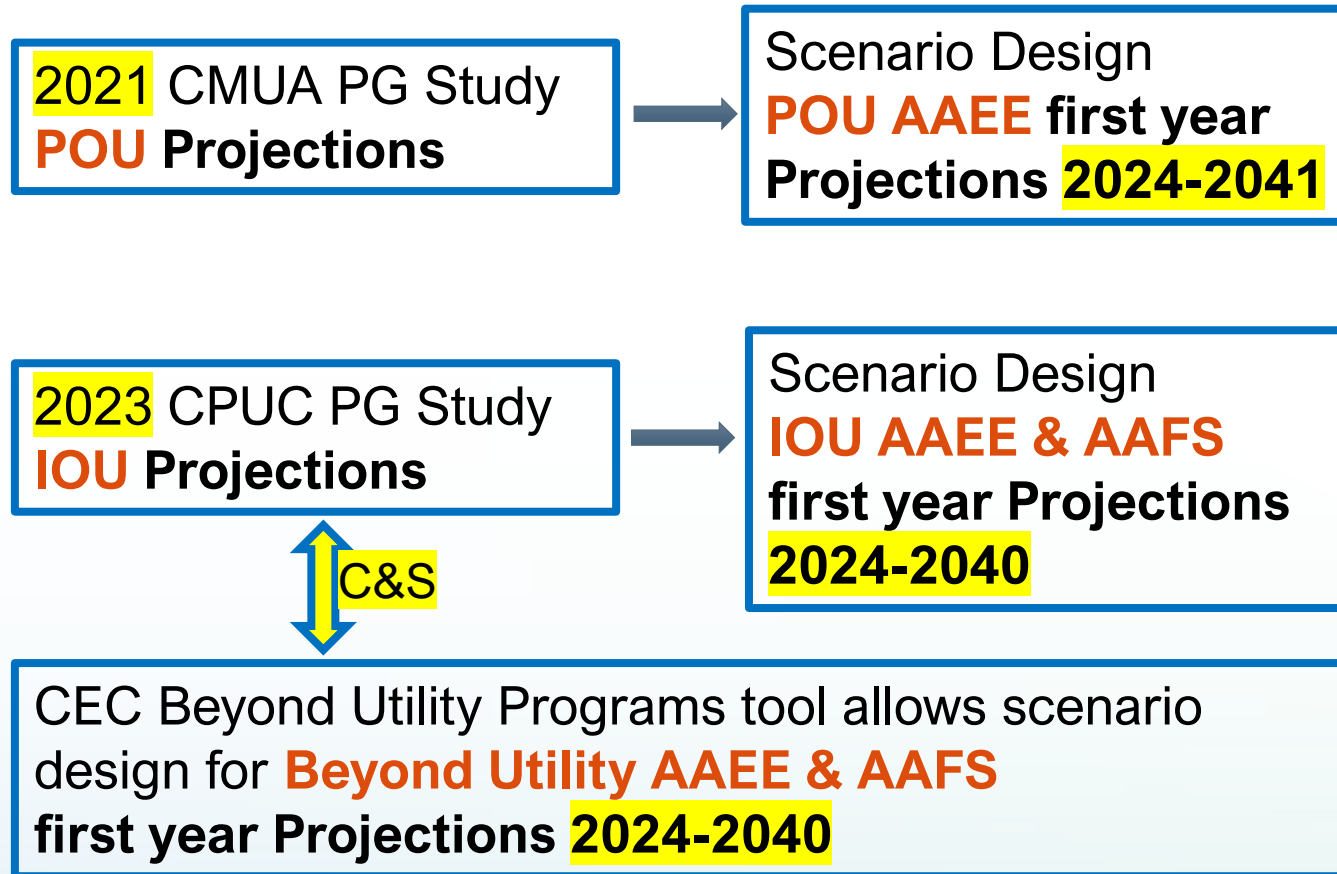 2021 CMUA PG Study
POU Projections
Scenario Design
POU AAEE first year
Projections 2024-2041
2023 CPUC PG Study
IOU Projections
Scenario Design
IOU AAEE & AAFS
first year Projections
2024-2040
C&S
CEC Beyond Utility Programs tool allows scenario
design for Beyond Utility AAEE & AAFS
first year Projections 2024-2040